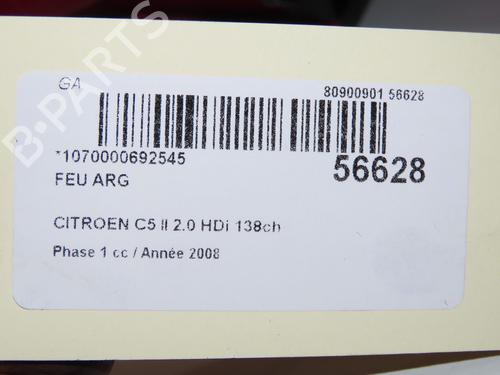 GA
80900901 56628
*1070000692545
56628
FEU ARG
CITROEN C5 II 2.0 HDi 138ch
Phase 1 cc / Année 2008
B-PARTS